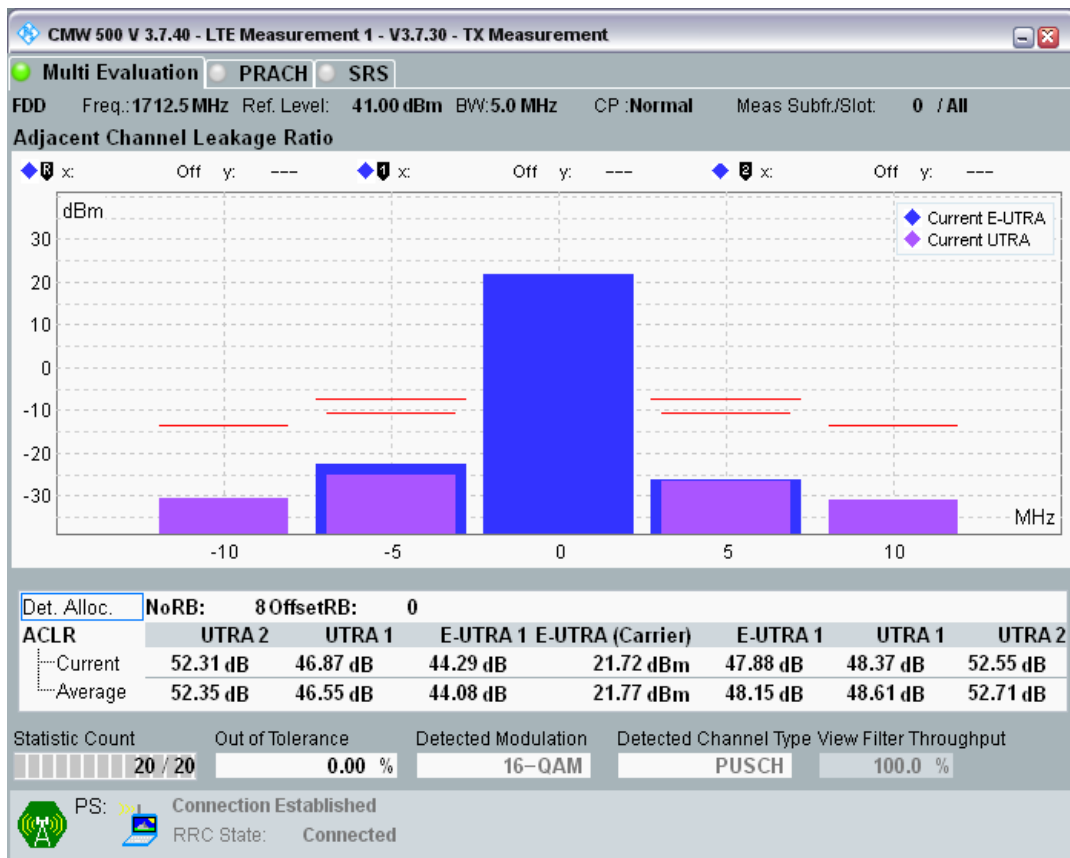 CMW 500 V 3.7.40 - LTE Measurement 1 - V3.7.30 - TX Measurement
Multi Evaluation PRACH SRS
FDD Freq.: 1712.5 MHz Ref. Level: 41.00 dBm BW: 5.0 MHz CP : Normal Meas Subfr./Slot: 0 / All
Adjacent Channel Leakage Ratio
R x: Off y: --- 1 x: Off y: --- 2 x: Off y: ---
dBm
Current E-UTRA
Current UTRA
30
20
10
0
-10
-20
-30
MHz
-10 -5 0 5 10
Det. Alloc. NoRB: 8 OffsetRB: 0
ACLR UTRA 2 UTRA 1 E-UTRA 1 E-UTRA (Carrier) E-UTRA 1 UTRA 1 UTRA 2
Current 52.31 dB 46.87 dB 44.29 dB 21.72 dBm 47.88 dB 48.37 dB 52.55 dB
Average 52.35 dB 46.55 dB 44.08 dB 21.77 dBm 48.15 dB 48.61 dB 52.71 dB
Statistic Count Out of Tolerance Detected Modulation Detected Channel Type View Filter Throughput
20 / 20 0.00 % 16-QAM PUSCH 100.0 %
PS: Connection Established
RRC State: Connected